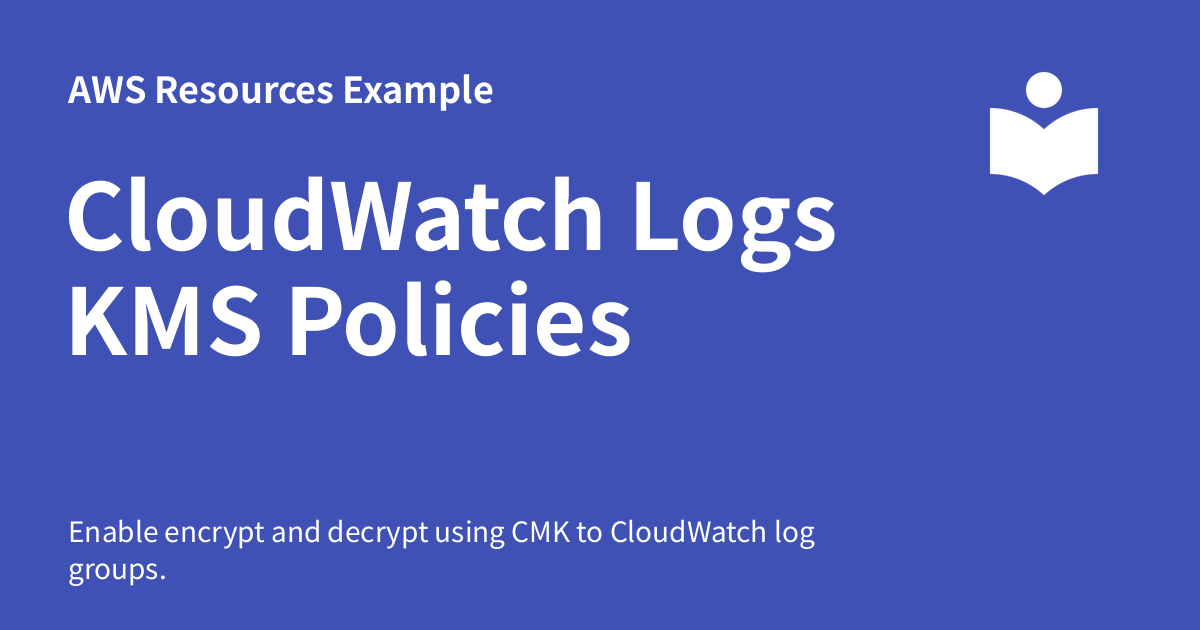 AWS Resources Example
CloudWatch Logs
KMS Policies
Enable encrypt and decrypt using CMK to CloudWatch log
groups.